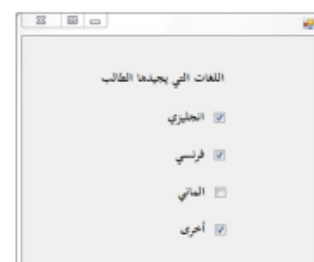 اللغات التي يجيدها الطالب
انجليزي
فرنسي
الماني
أخرى